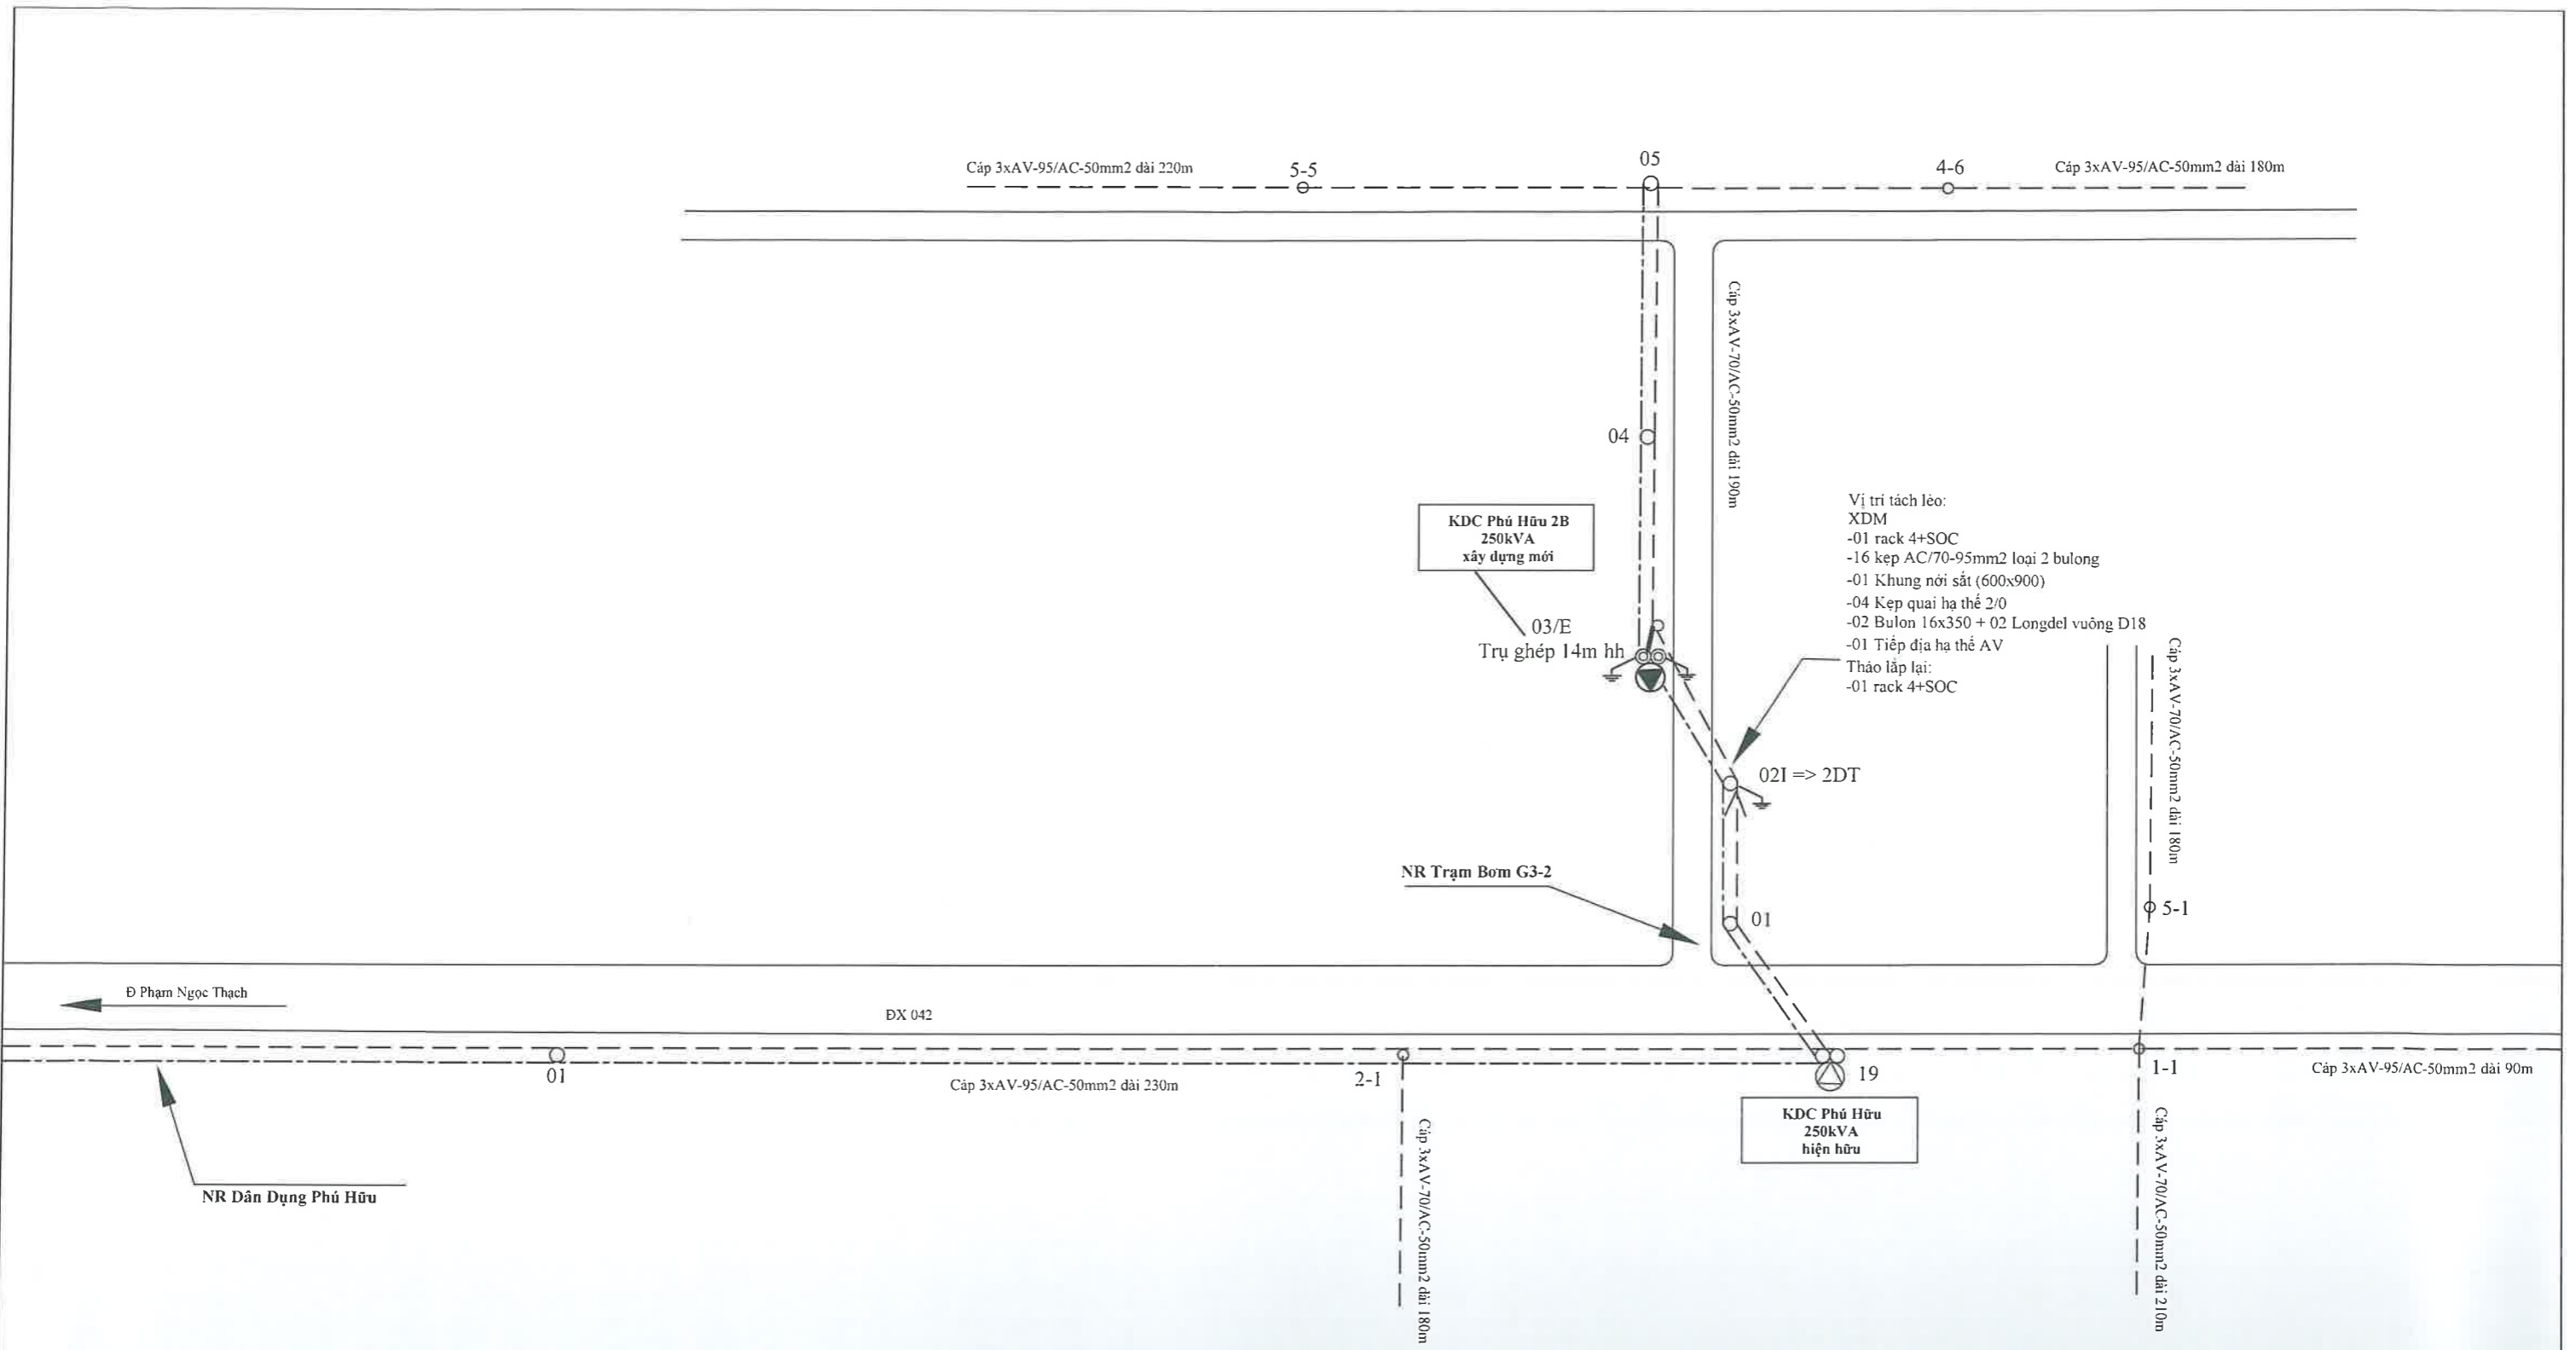 Cáp 3xAV-95/AC-50mm2 dài 220m
5-5
05
4-6
Cáp 3xAV-95/AC-50mm2 dài 180m
Cáp 3xAV-70/AC-50mm2 dài 190m
04
KDC Phú Hữu 2B
250kVA
xây dựng mới
03/E
Trụ ghép 14m hh
Vị trí tách lèo:
XDM
-01 rack 4+SOC
-16 kẹp AC/70-95mm2 loại 2 bulong
-01 Khung nới sắt (600x900)
-04 Kẹp quai hạ thế 2/0
-02 Bulon 16x350 + 02 Longdel vuông D18
-01 Tiếp địa hạ thế AV
Tháo lắp lại:
-01 rack 4+SOC
Cáp 3xAV-70/AC-50mm2 dài 180m
02I => 2DT
NR Trạm Bơm G3-2
01
5-1
Đ Phạm Ngọc Thạch
ĐX 042
01
Cáp 3xAV-95/AC-50mm2 dài 230m
2-1
19
1-1
Cáp 3xAV-95/AC-50mm2 dài 90m
KDC Phú Hữu
250kVA
hiện hữu
NR Dân Dụng Phú Hữu
Cáp 3xAV-70/AC-50mm2 dài 180m
Cáp 3xAV-70/AC-50mm2 dài 210m